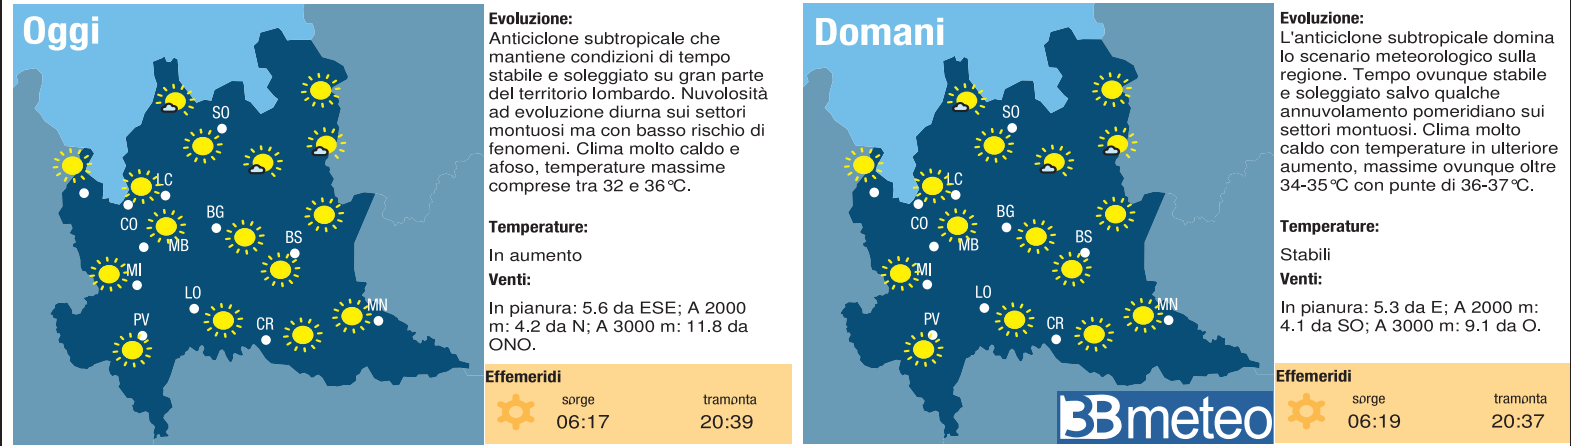 Oggi
SO
LC
CO
BG
MB
BS
MI
LO
MN
PV
CR
Evoluzione:
Anticiclone subtropicale che
mantiene condizioni di tempo
stabile e soleggiato su gran parte
del territorio lombardo. Nuvolosità
ad evoluzione diurna sui settori
montuosi ma con basso rischio di
fenomeni. Clima molto caldo e
afoso, temperature massime
comprese tra 32 e 36°C.
Temperature:
In aumento
Venti:
In pianura: 5.6 da ESE; A 2000
m: 4.2 da N; A 3000 m: 11.8 da
ONO.
Effemeridi
sorge tramonta
06:17 20:39
Domani
SO
LC
CO
BG
MB
BS
MI
LO
MN
PV
CR
3Bmeteo
Evoluzione:
L'anticiclone subtropicale domina
lo scenario meteorologico sulla
regione. Tempo ovunque stabile
e soleggiato salvo qualche
annuvolamento pomeridiano sui
settori montuosi. Clima molto
caldo con temperature in ulteriore
aumento, massime ovunque oltre
34-35°C con punte di 36-37°C.
Temperature:
Stabili
Venti:
In pianura: 5.3 da E; A 2000 m:
4.1 da SO; A 3000 m: 9.1 da O.
Effemeridi
sorge tramonta
06:19 20:37